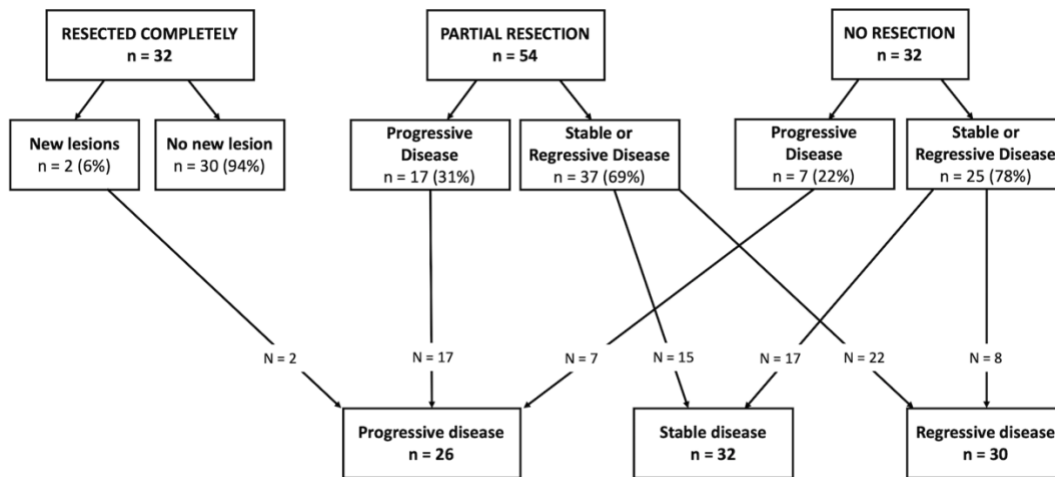 RESECTED COMPLETELY
n = 32
PARTIAL RESECTION
n = 54
NO RESECTION
n = 32
New lesions
n = 2 (6%)
No new lesion
n = 30 (94%)
Progressive
Disease
n = 17 (31%)
Stable or
Regressive Disease
n = 37 (69%)
Progressive
Disease
n = 7 (22%)
Stable or
Regressive Disease
n = 25 (78%)
N = 2
N = 17
N = 7
N = 15
N = 17
N = 22
N = 8
Progressive disease
n = 26
Stable disease
n = 32
Regressive disease
n = 30